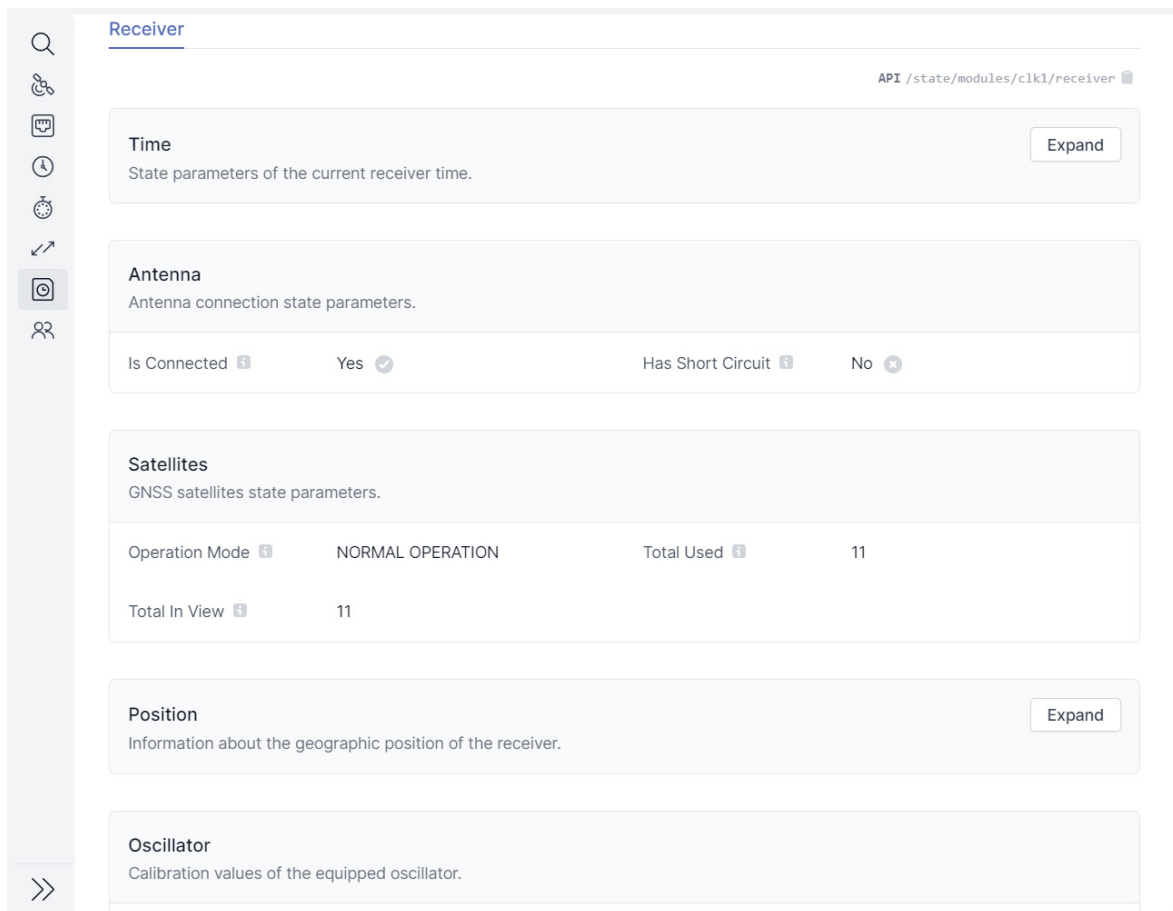 Receiver
API /state/modules/clk1/receiver
Time
Expand
State parameters of the current receiver time.
Antenna
Antenna connection state parameters.
Is Connected Yes Has Short Circuit No
Satellites
GNSS satellites state parameters.
Operation Mode NORMAL OPERATION Total Used 11
Total In View 11
Position
Expand
Information about the geographic position of the receiver.
Oscillator
Calibration values of the equipped oscillator.